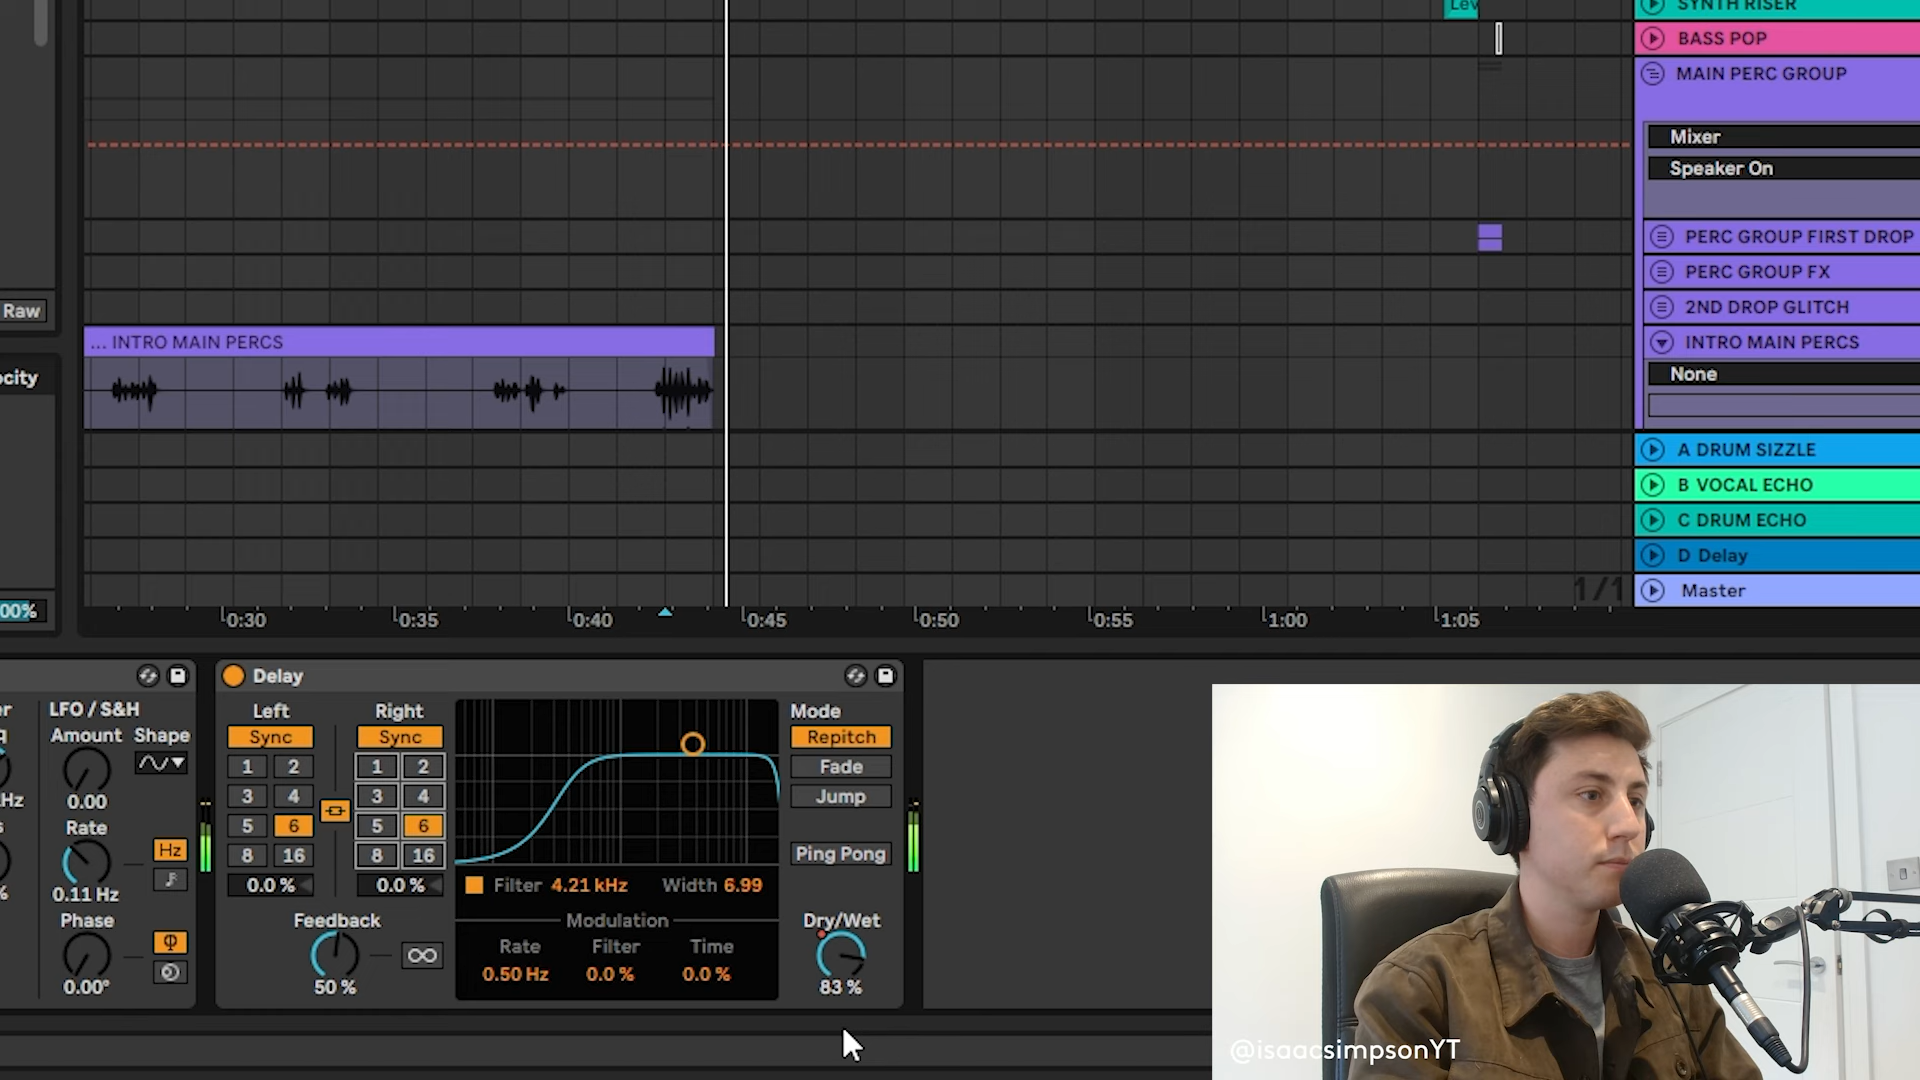 Lev
SYNTH RISER
BASS POP
MAIN PERC GROUP
Mixer
Speaker On
PERC GROUP FIRST DROP
PERC GROUP FX
Raw
2ND DROP GLITCH
... INTRO MAIN PERCS
INTRO MAIN PERCS
ocity
None
A DRUM SIZZLE
B VOCAL ECHO
C DRUM ECHO
D Delay
1/1
Master
00%
0:30
0:35
0:40
0:45
0:50
0:55
1:00
1:05
LFO / S&H
Amount
Shape
0.00
Rate
Hz
0.11 Hz
Phase
0.00°
Hz
Delay
Left
Right
Sync
Sync
1 2
1 2
3 4
3 4
5 6
5 6
8 16
8 16
0.0 %
0.0 %
Feedback
50 %
Filter 4.21 kHz Width 6.99
Modulation
Rate Filter Time
0.50 Hz 0.0 % 0.0 %
Mode
Repitch
Fade
Jump
Ping Pong
Dry/Wet
83 %
@isaacsimpsonYT